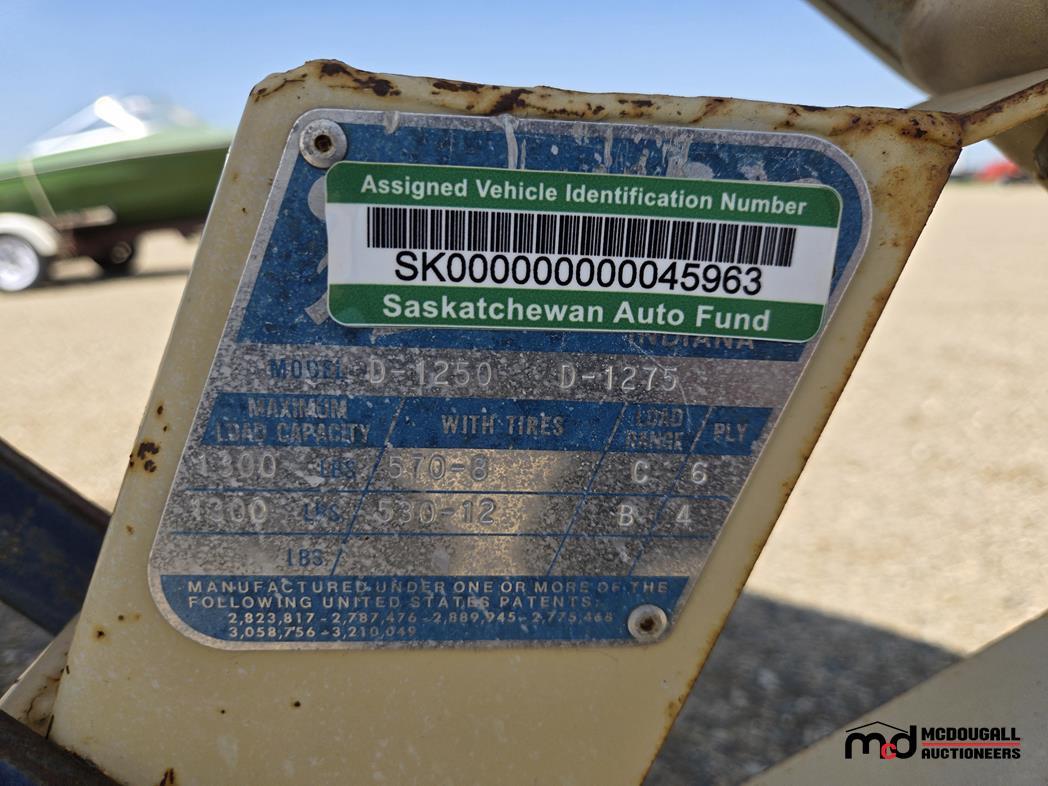 Assigned Vehicle Identification Number
SK000000000045963
Saskatchewan Auto Fund
INDIANA
MODEL D-1250 D-1275
MAXIMUM LOAD CAPACITY WITH TIRES LOAD RANGE PLY
1300 LBS 570-8 C 6
1300 LBS 530-12 B 4
LBS.
MANUFACTURED UNDER ONE OR MORE OF THE
FOLLOWING UNITED STATES PATENTS:
2,823,817-2,787,476-2,889,945-2,775,468
3,058,756-3,210,049
mcd MCDOUGALL
AUCTIONEERS